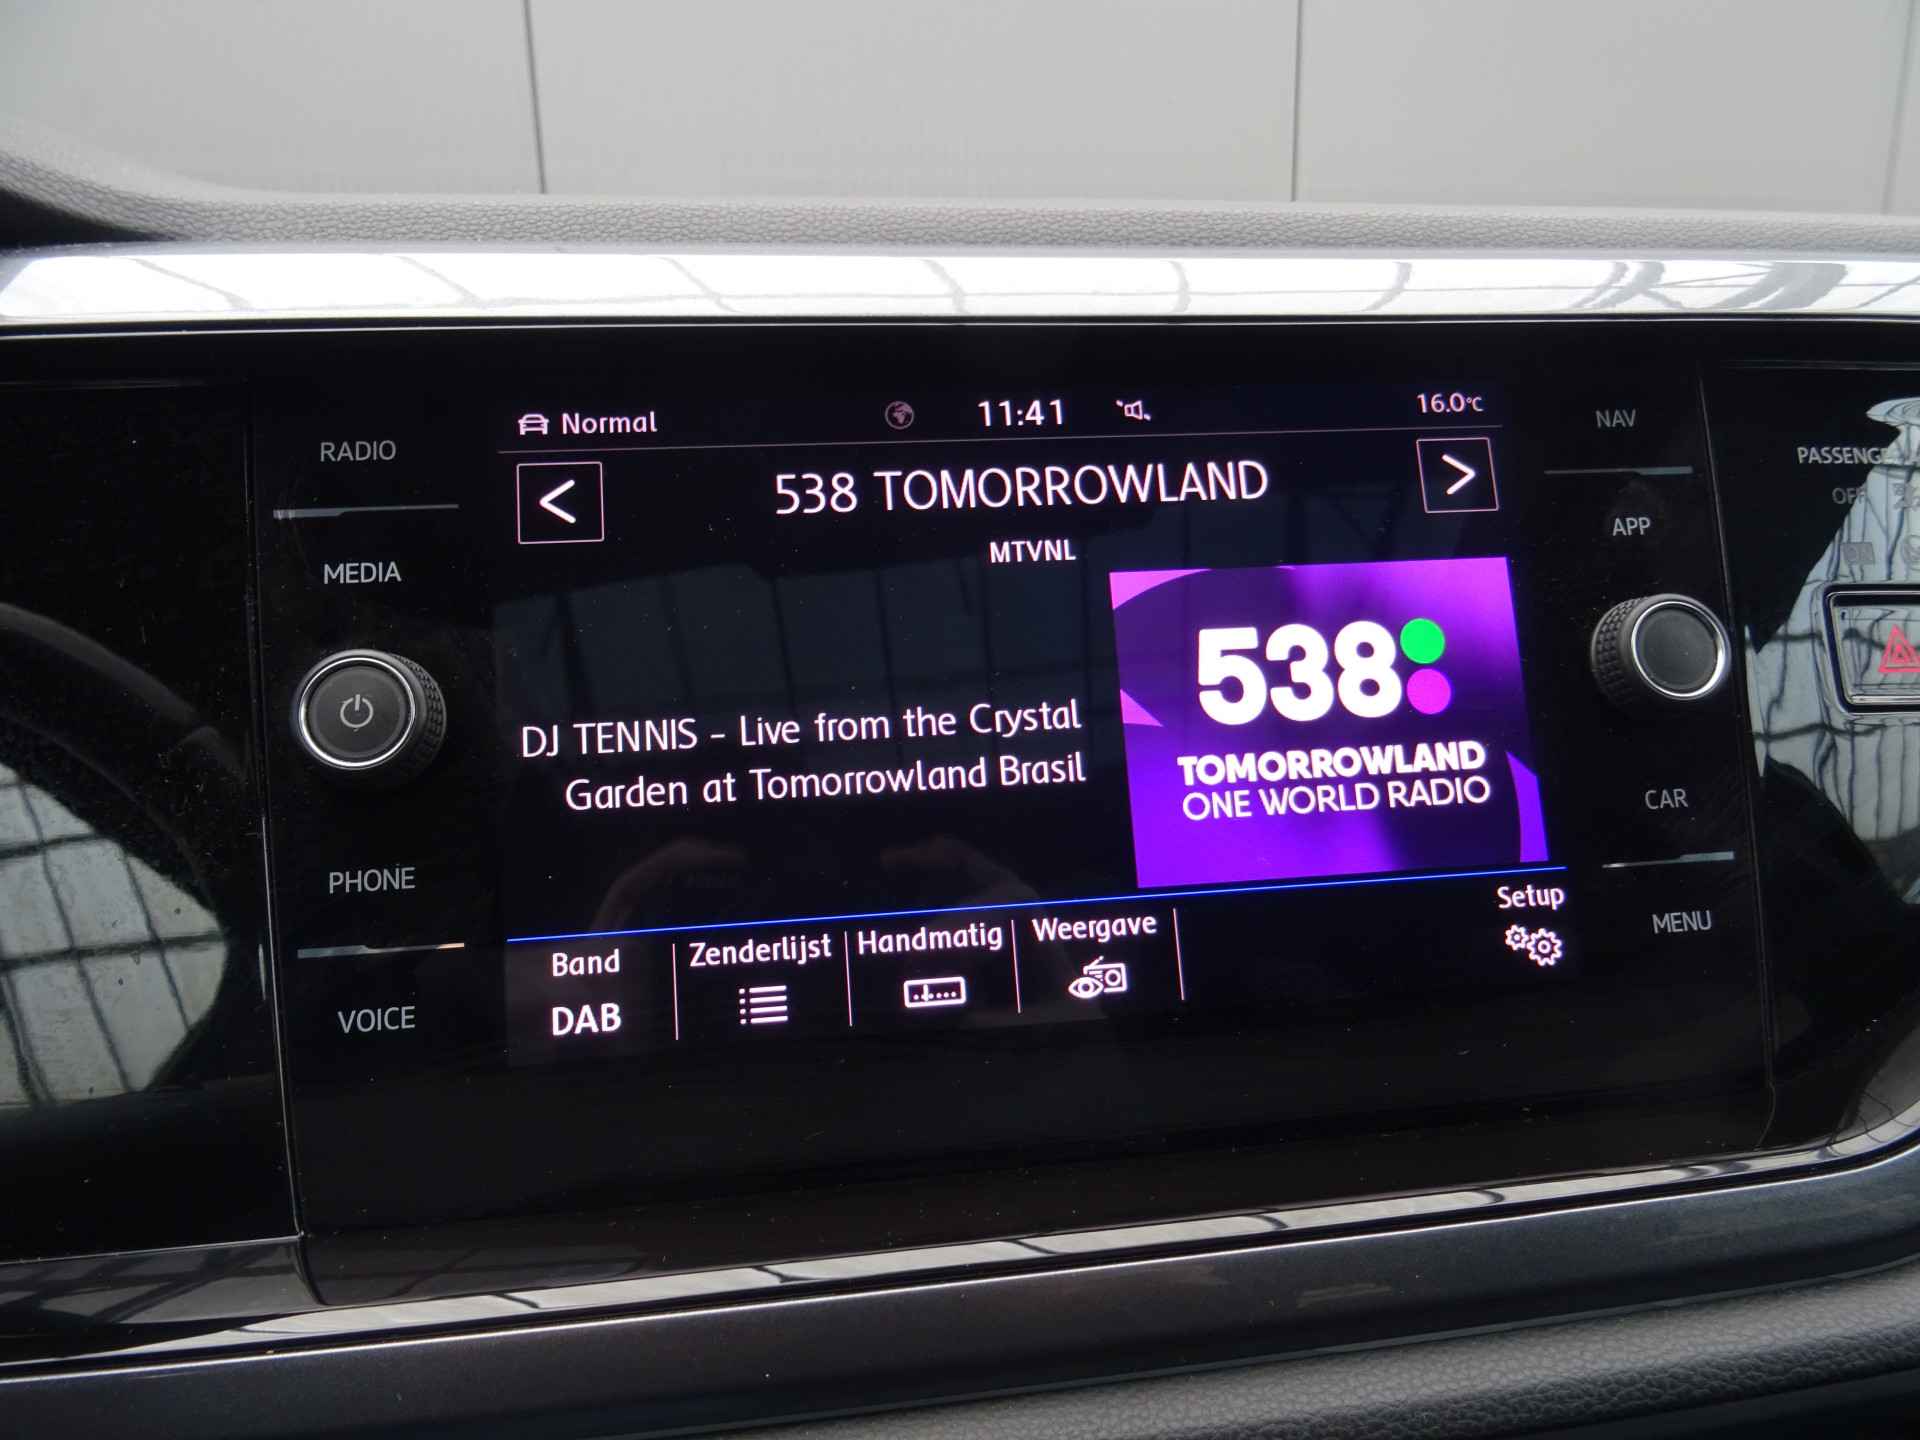 RADIO
MEDIA
PHONE
VOICE
Normal
11:41
16.0°C
<
538 TOMORROWLAND
>
MTVNL
DJ TENNIS - Live from the Crystal
Garden at Tomorrowland Brasil
538
TOMORROWLAND
ONE WORLD RADIO
Band
DAB
Zenderlijst
Handmatig
Weergave
Setup
NAV
APP
CAR
MENU